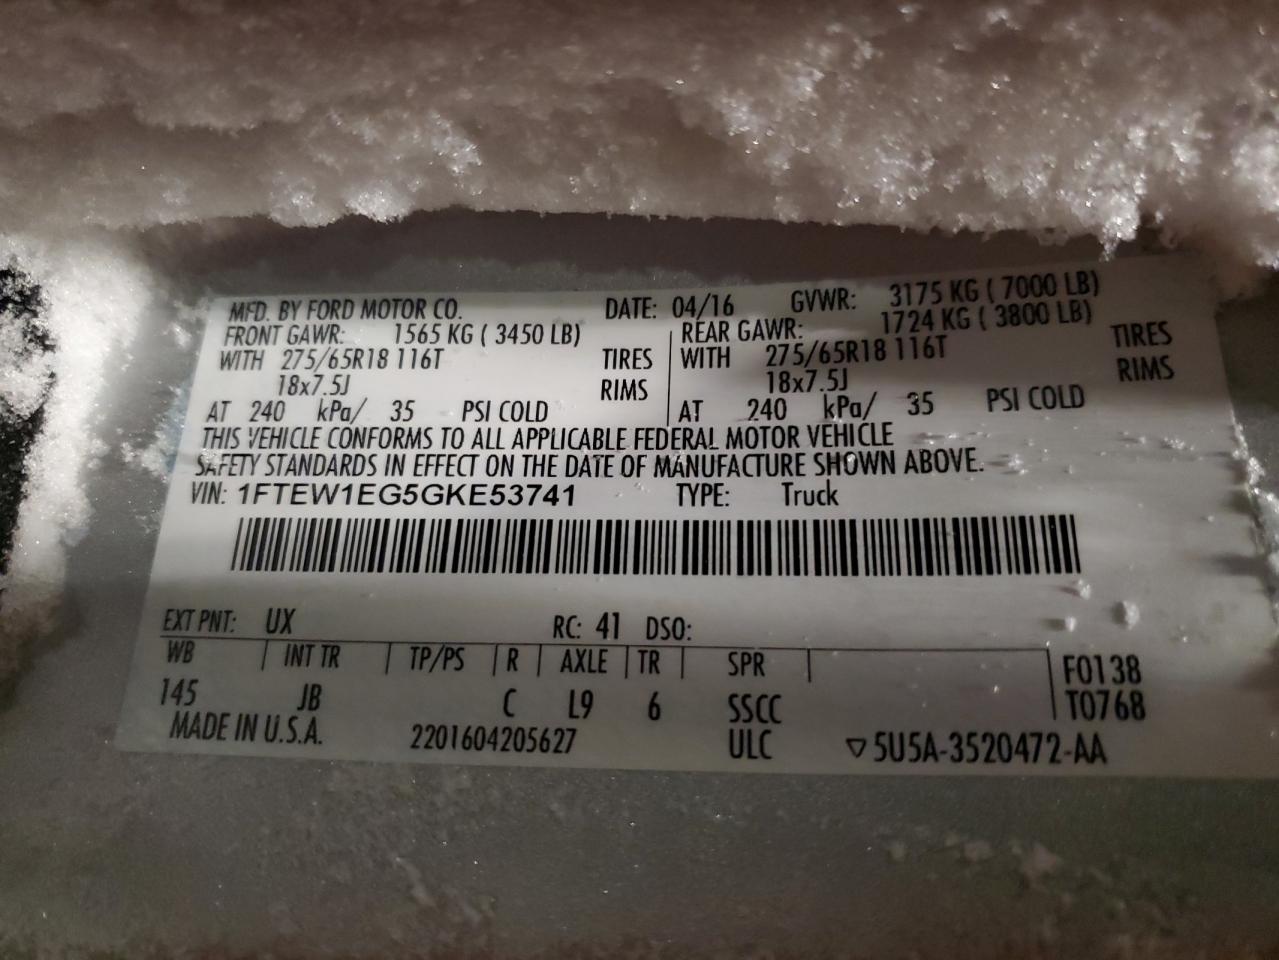 MFD. BY FORD MOTOR CO. DATE: 04/16 GVWR: 3175 KG ( 7000 LB)
FRONT GAWR: 1565 KG ( 3450 LB) REAR GAWR: 1724 KG ( 3800 LB)
WITH 275/65R18 116T TIRES WITH 275/65R18 116T TIRES
18x7.5J RIMS 18x7.5J RIMS
AT 240 kPa/ 35 PSI COLD AT 240 kPa/ 35 PSI COLD
THIS VEHICLE CONFORMS TO ALL APPLICABLE FEDERAL MOTOR VEHICLE
SAFETY STANDARDS IN EFFECT ON THE DATE OF MANUFACTURE SHOWN ABOVE.
VIN: 1FTEW1EG5GKE53741 TYPE: Truck
EXT PNT: UX RC: 41 DSO:
WB INT TR TP/PS R AXLE TR SPR F0138
145 JB C L9 6 SSCC T0768
MADE IN U.S.A. 2201604205627 ULC ▽5U5A-3520472-AA